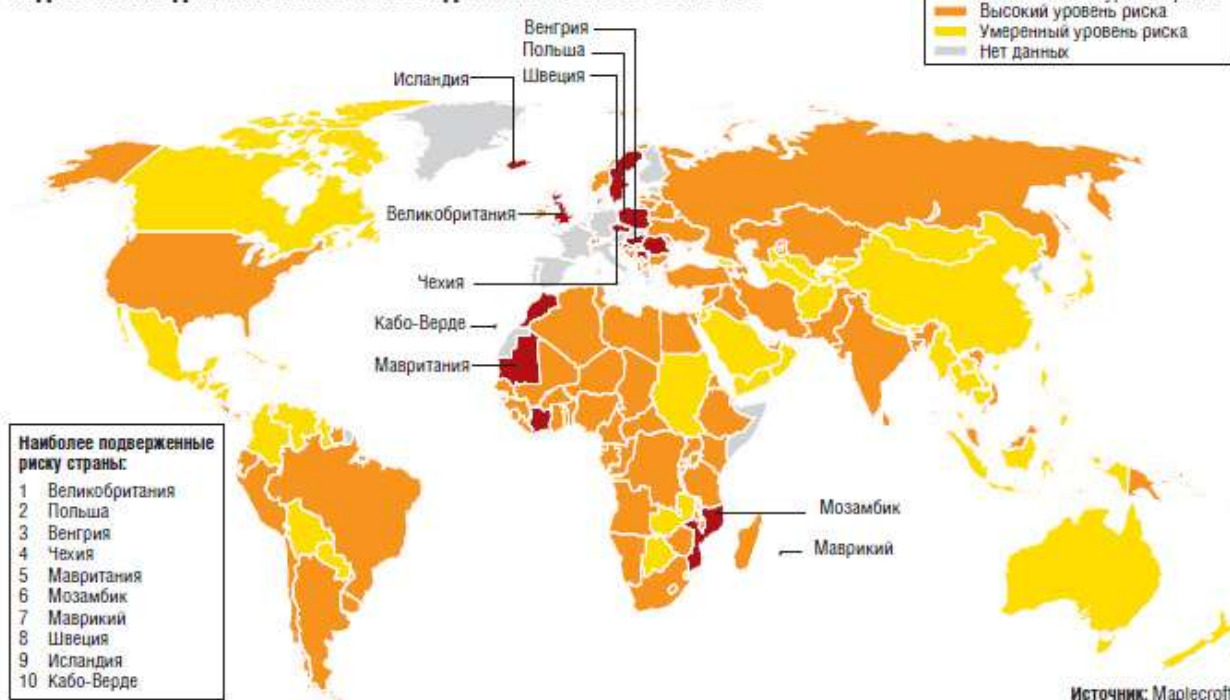 Высокий уровень риска
Умеренный уровень риска
Нет данных
Венгрия
Польша
Швеция
Исландия
Великобритания
Чехия
Кабо-Верде
Мавритания
Мозамбик
Маврикий
Наиболее подверженные
риску страны:
1 Великобритания
2 Польша
3 Венгрия
4 Чехия
5 Мавритания
6 Мозамбик
7 Маврикий
8 Швеция
9 Исландия
10 Кабо-Верде
Источник: Maplecroft